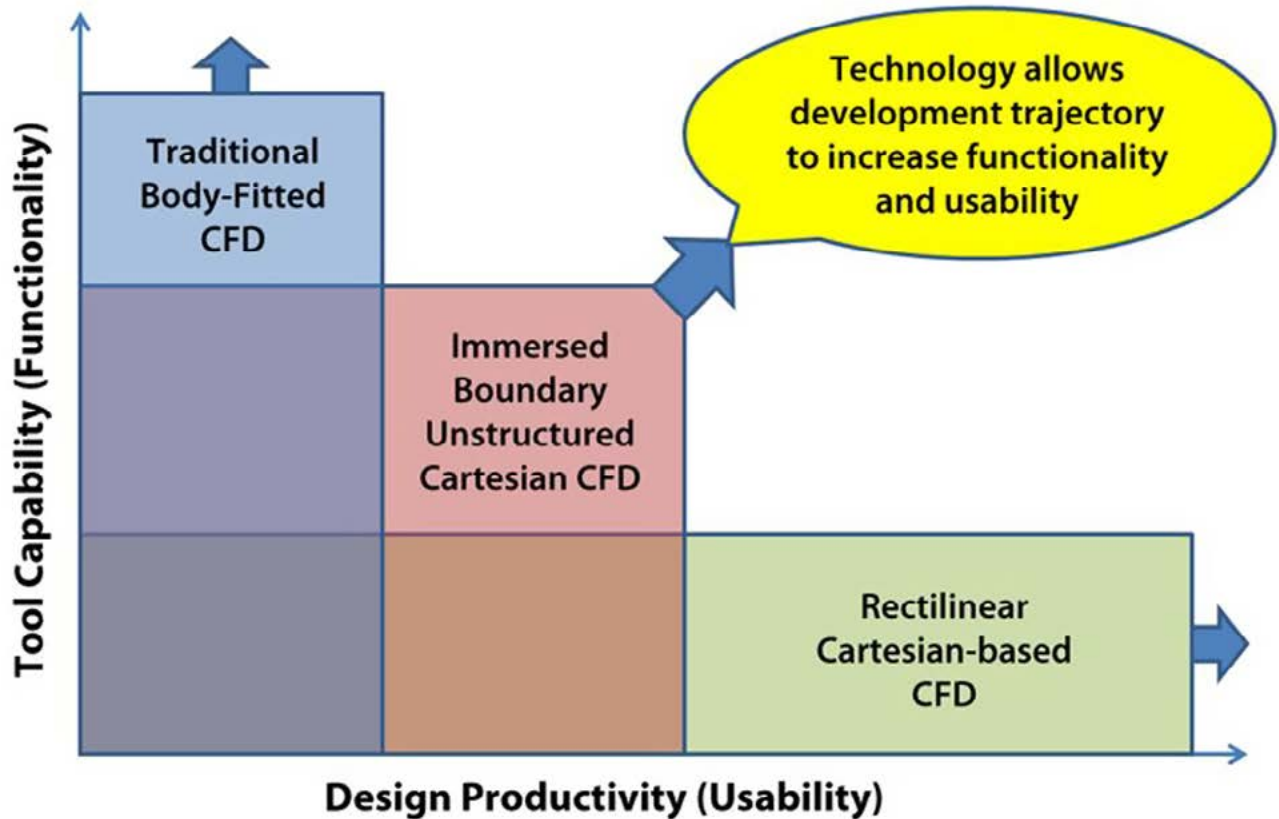 Technology allows
development trajectory
to increase functionality
and usability
Traditional
Body-Fitted
CFD
Immersed
Boundary
Unstructured
Cartesian CFD
Rectilinear
Cartesian-based
CFD
Tool Capability (Functionality)
Design Productivity (Usability)